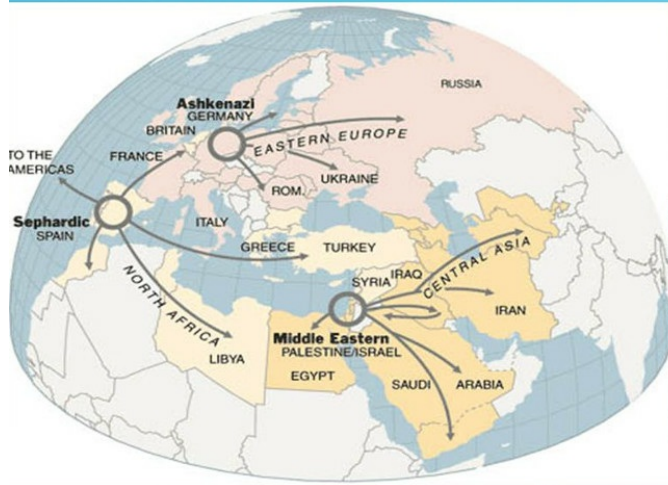 RUSSIA
Ashkenazi
GERMANY
BRITAIN
EASTERN EUROPE
FRANCE
TO THE
AMERICAS
UKRAINE
ROM.
Sephardic
SPAIN
ITALY
GREECE
TURKEY
NORTH AFRICA
SYRIA
IRAQ
CENTRAL ASIA
IRAN
Middle Eastern
PALESTINE/ISRAEL
LIBYA
EGYPT
SAUDI
ARABIA